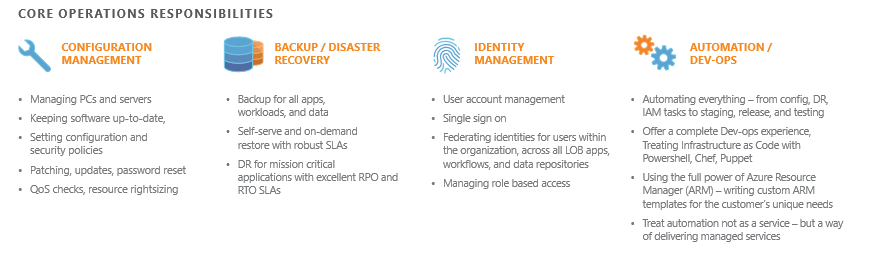 CORE OPERATIONS RESPONSIBILITIES
CONFIGURATION
MANAGEMENT
• Managing PCs and servers
• Keeping software up-to-date,
• Setting configuration and
security policies
• Patching, updates, password reset
• QoS checks, resource rightsizing
BACKUP / DISASTER
RECOVERY
• Backup for all apps,
workloads, and data
• Self-serve and on-demand
restore with robust SLAs
• DR for mission critical
applications with excellent RPO and
RTO SLAs
IDENTITY
MANAGEMENT
• User account management
• Single sign on
• Federating identities for users within
the organization, across all LOB apps,
workflows, and data repositories
• Managing role based access
AUTOMATION /
DEV-OPS
• Automating everything – from config, DR,
IAM tasks to staging, release, and testing
• Offer a complete Dev-ops experience,
Treating Infrastructure as Code with
Powershell, Chef, Puppet
• Using the full power of Azure Resource
Manager (ARM) – writing custom ARM
templates for the customer's unique needs
• Treat automation not as a service – but a way
of delivering managed services